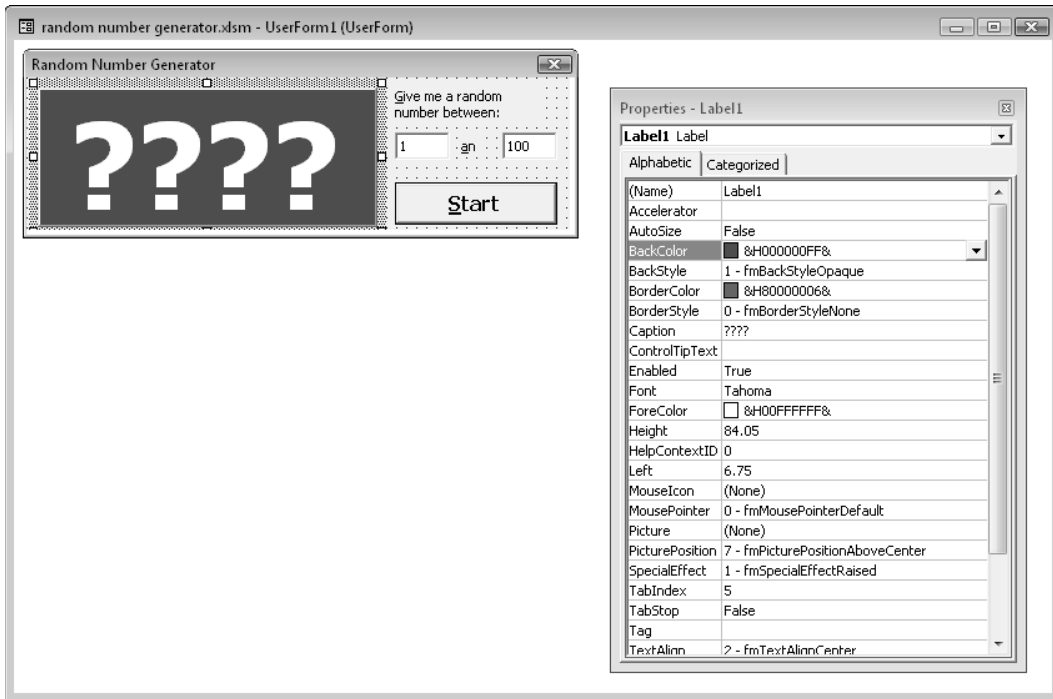 random number generator.xlsm - UserForm1 (UserForm)
Random Number Generator
????
Give me a random
number between:
1 an 100
Start
Properties - Label1
Label1 Label
Alphabetic Categorized
(Name) Label1
Accelerator
AutoSize False
BackColor &H000000FF&
BackStyle 1 - fmBackStyleOpaque
BorderColor &H80000006&
BorderStyle 0 - fmBorderStyleNone
Caption ????
ControlTipText
Enabled True
Font Tahoma
ForeColor &H00FFFFFF&
Height 84.05
HelpContextID 0
Left 6.75
MouseIcon (None)
MousePointer 0 - fmMousePointerDefault
Picture (None)
PicturePosition 7 - fmPicturePositionAboveCenter
SpecialEffect 1 - fmSpecialEffectRaised
TabIndex 5
TabStop False
Tag
TextAlign 2 - fmTextAlignCenter